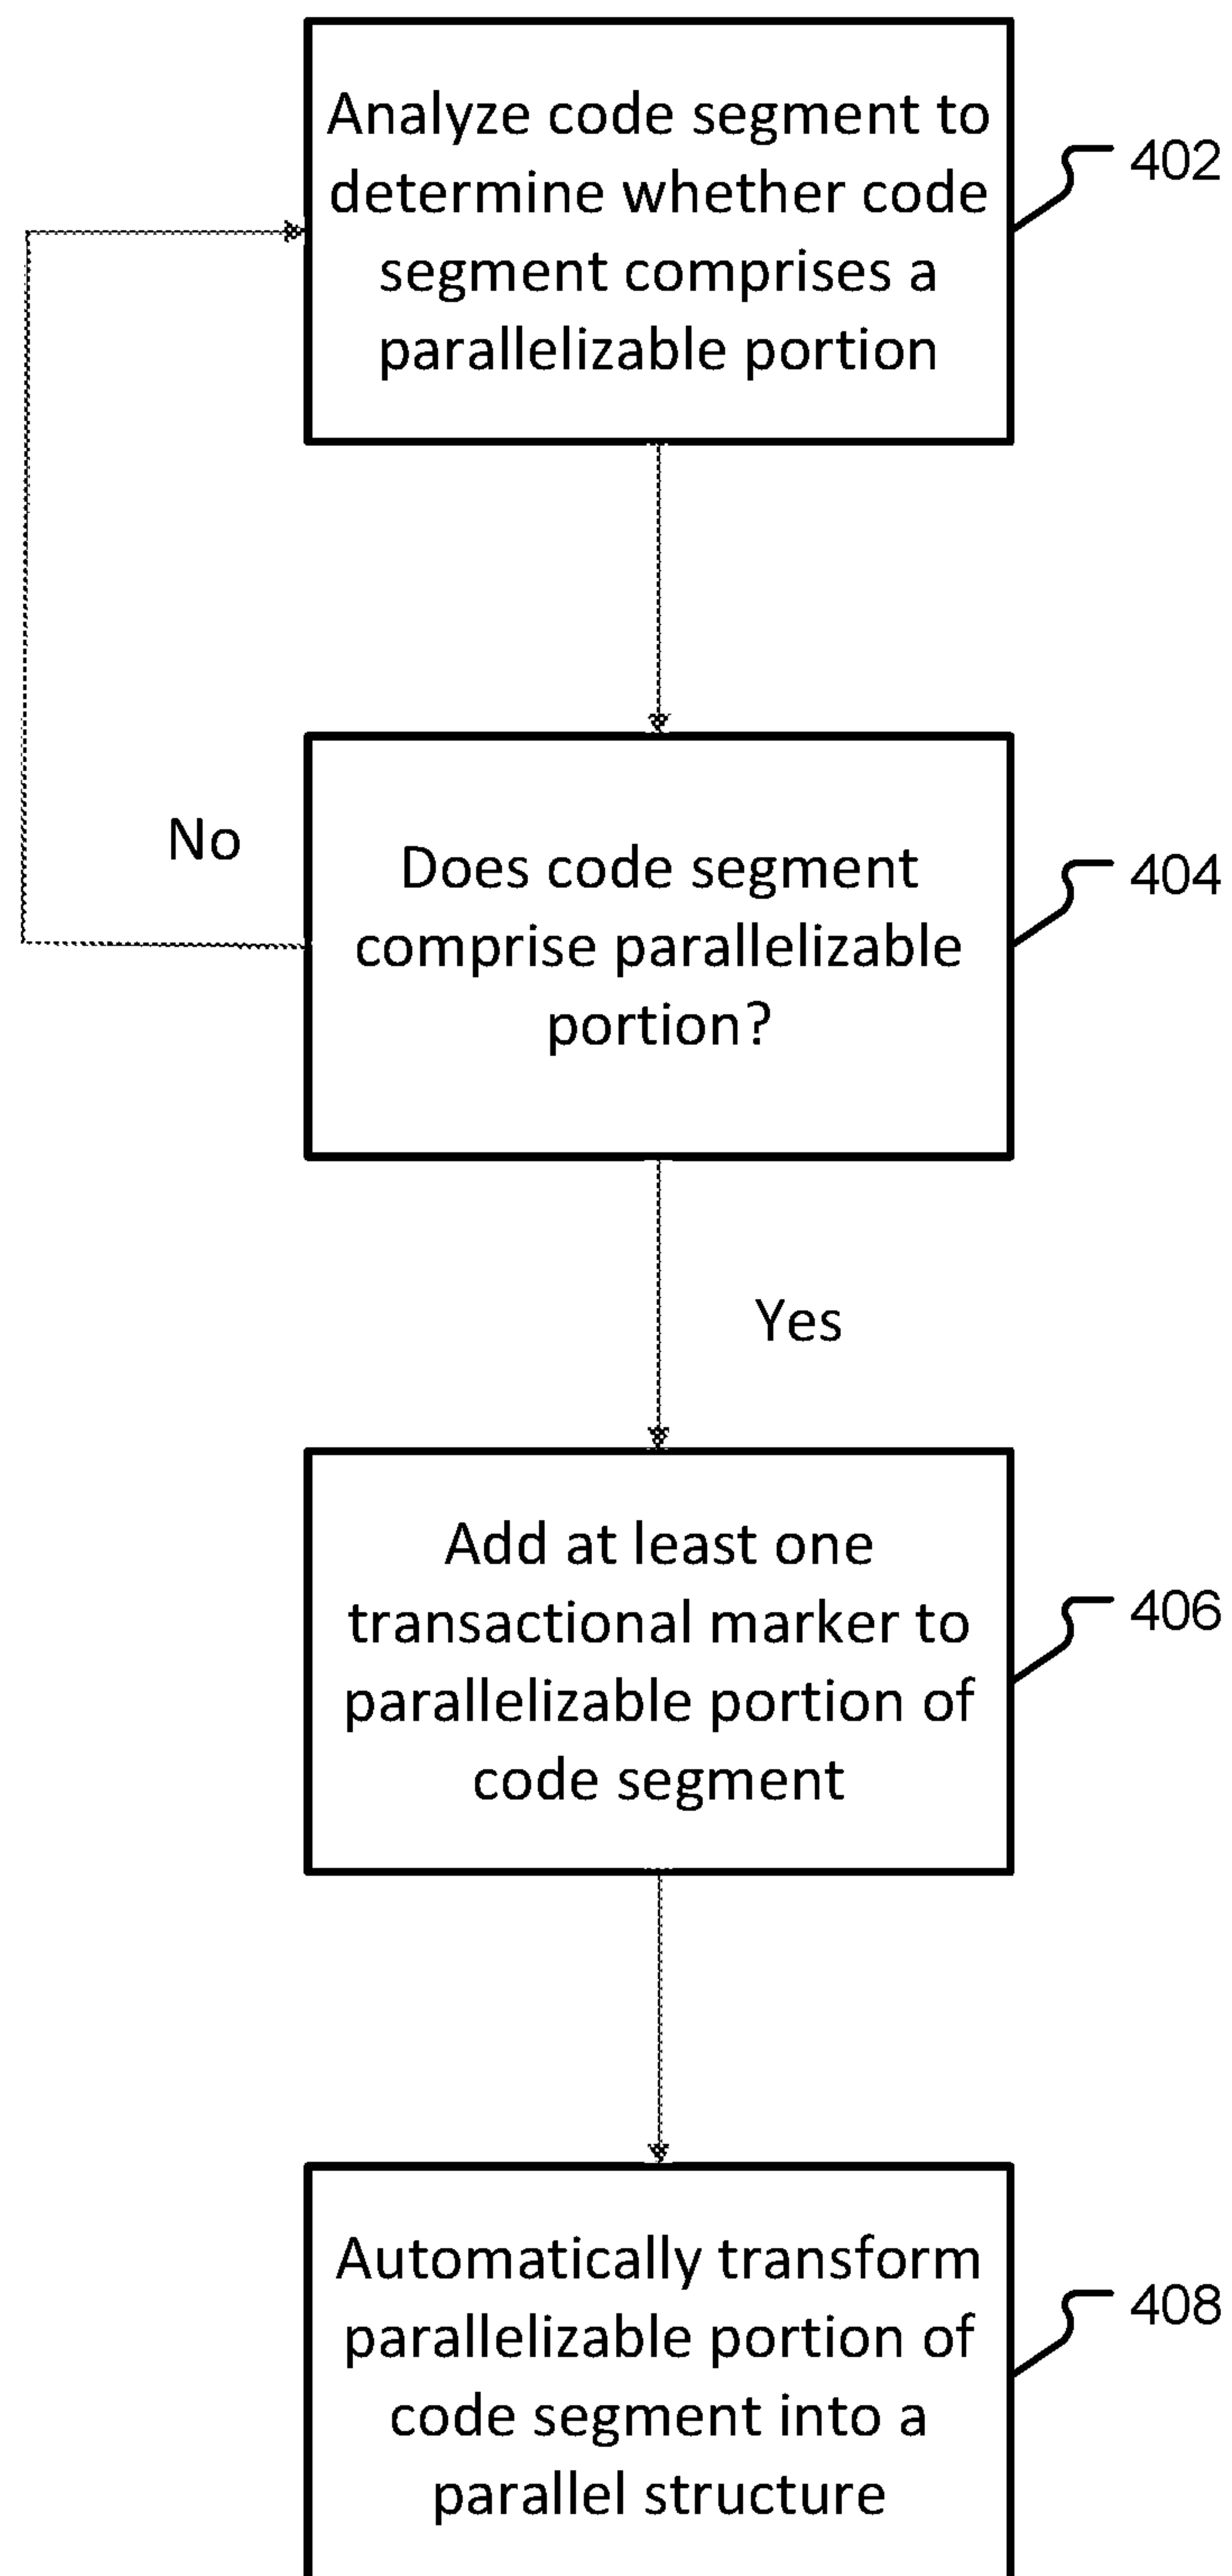 Analyze code segment to
determine whether code
segment comprises a
parallelizable portion
402
No
Does code segment
comprise parallelizable
portion?
404
Yes
Add at least one
transactional marker to
parallelizable portion of
code segment
406
Automatically transform
parallelizable portion of
code segment into a
parallel structure
408